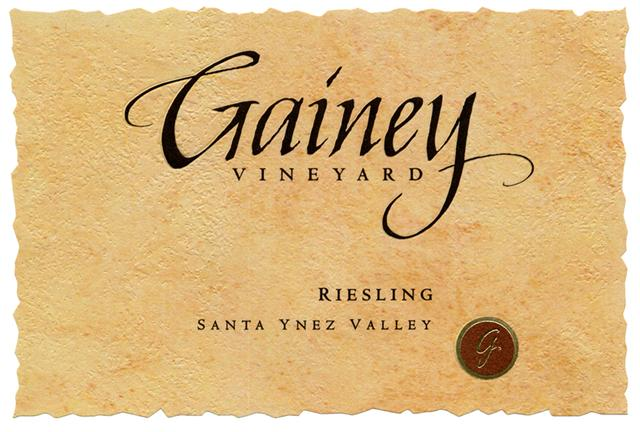 Gainey
VINEYARD
RIESLING
SANTA YNEZ VALLEY
G